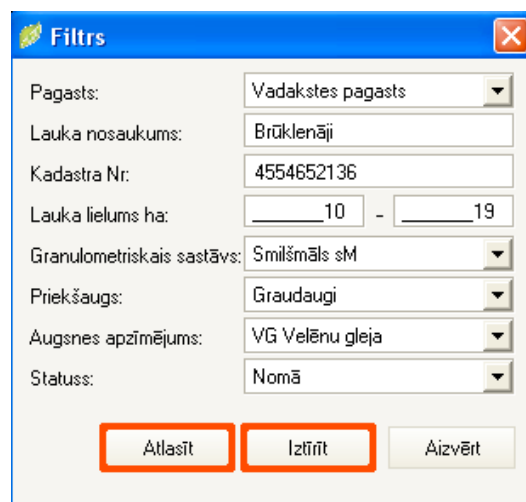 Filtrs
Pagasts: Vadakstes pagasts
Lauka nosaukums: Brūklenāji
Kadastra Nr: 4554652136
Lauka lielums ha: ______10 - ______19
Granulometriskais sastāvs: Smilšmāls sM
Priekšaugs: Graudaugi
Augsnes apzīmējums: VG Velēnu gleja
Statuss: Nomā
Atlasīt Iztīrīt Aizvērt